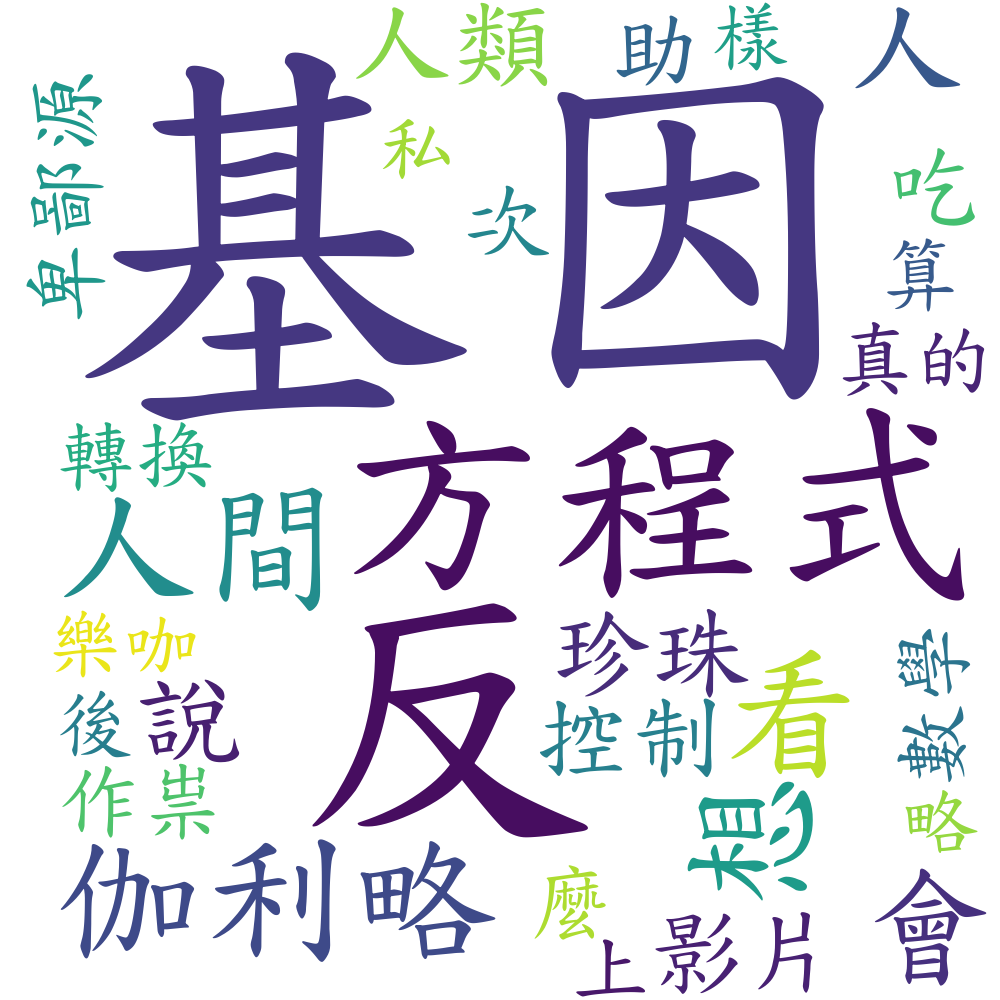 人類
助
樣
人
卑鄙源
基因
私
次
吃
算
真的
轉換
人間
方程式
反
樂咖
後
說
珍珠
控制
看
數學
作祟
想
略
伽利略
麼
上
影片
會